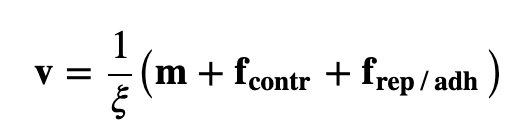 v = 1/ξ (m + f_contr + f_rep / adh )